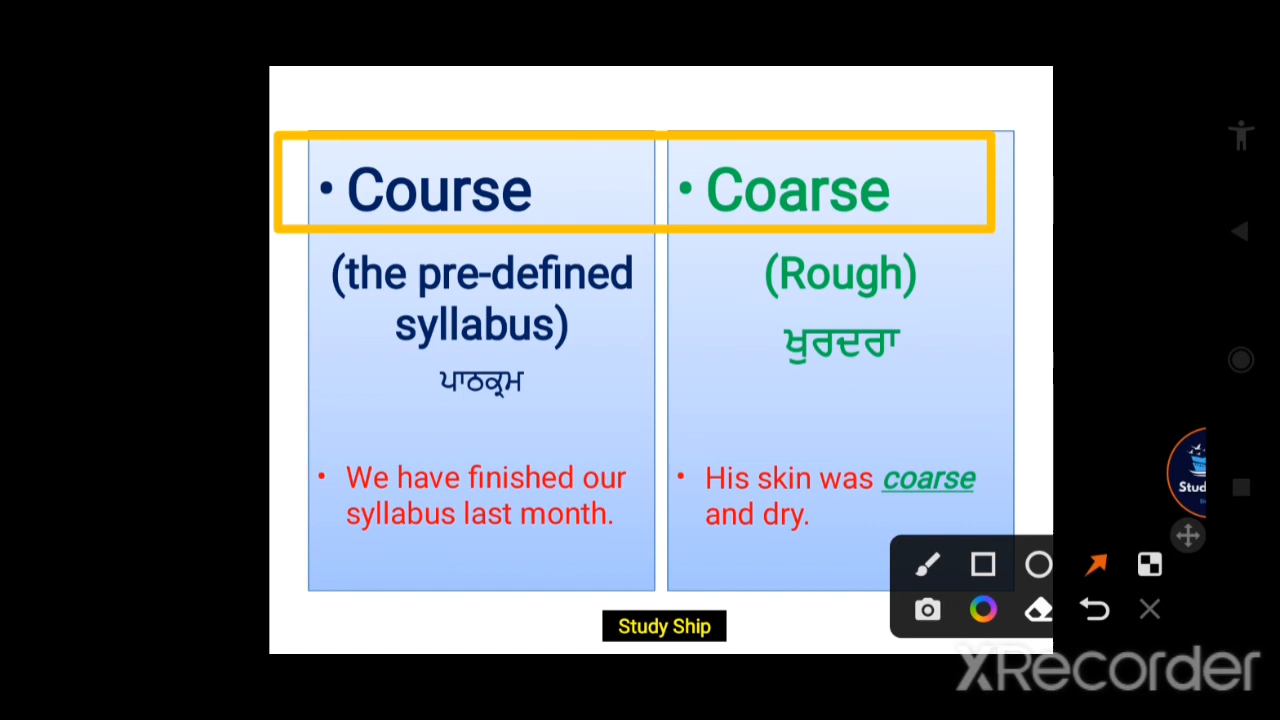 • Course
(the pre-defined
syllabus)
ਪਾਠਕ੍ਰਮ
• We have finished our
syllabus last month.
• Coarse
(Rough)
ਖੁਰਦਰਾ
• His skin was coarse
and dry.
Study Ship
Stud
XRecorder